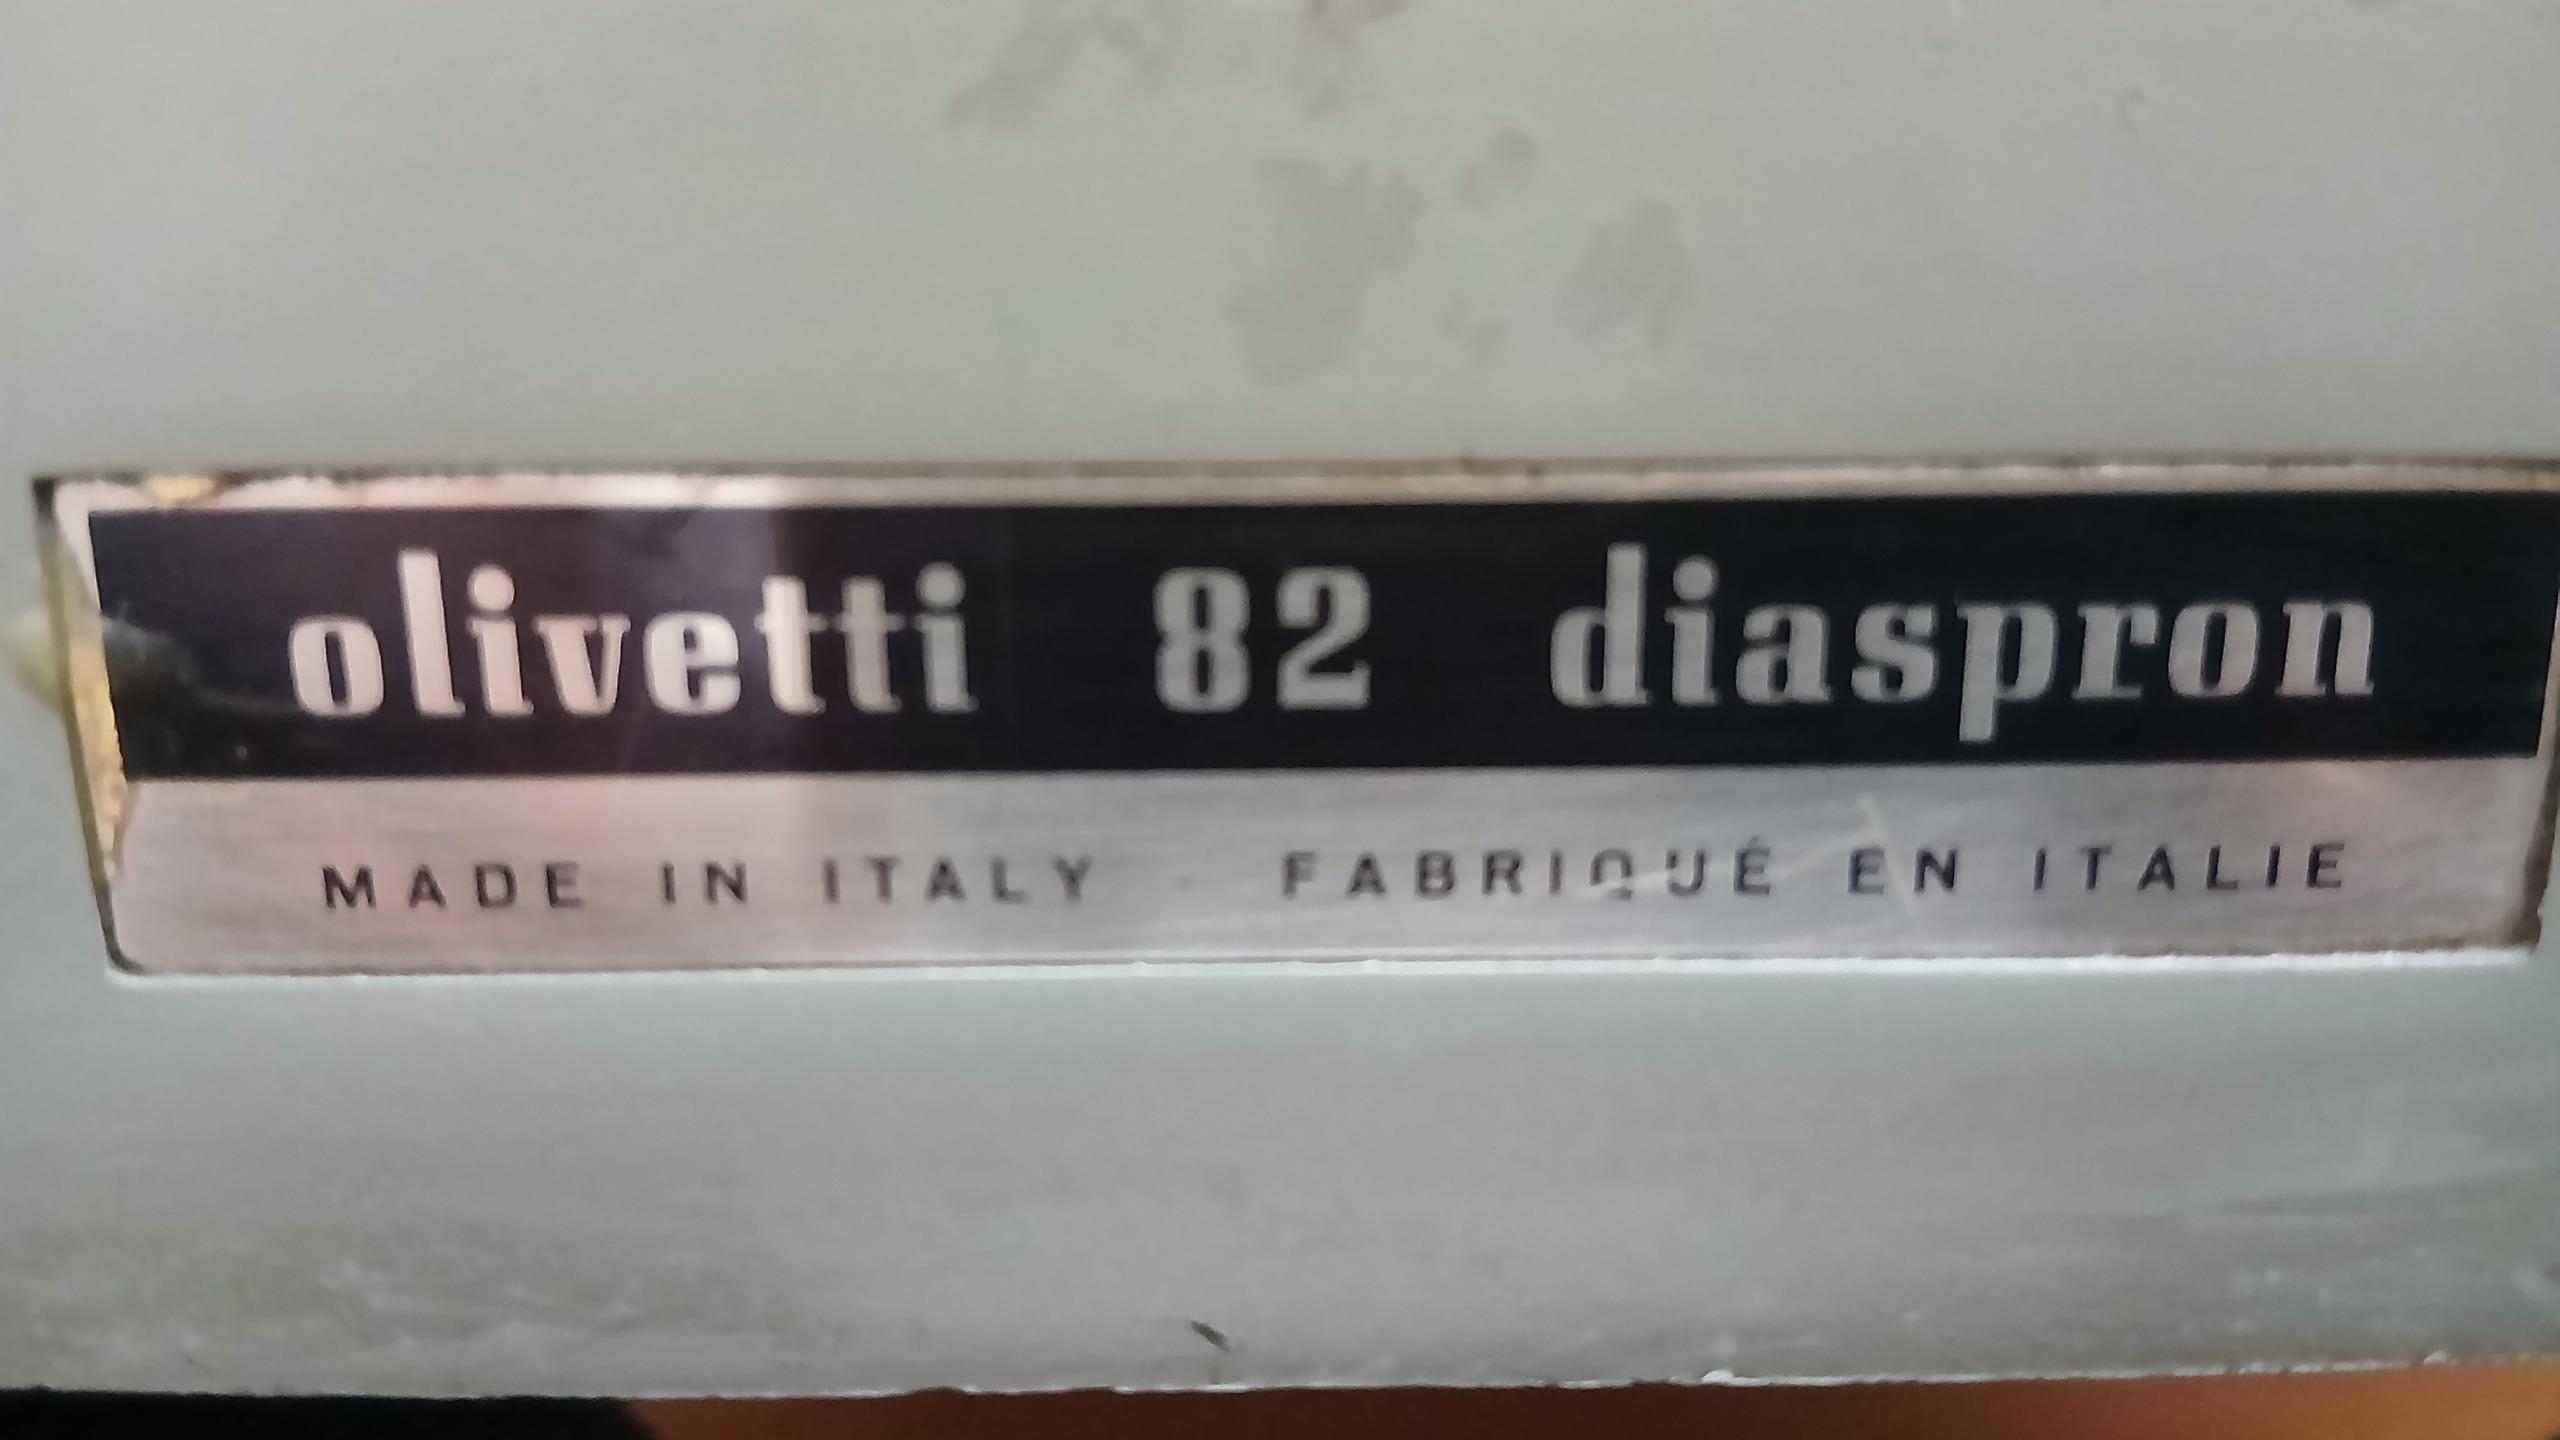 olivetti 82 diaspron
MADE IN ITALY - FABRIQUÉ EN ITALIE